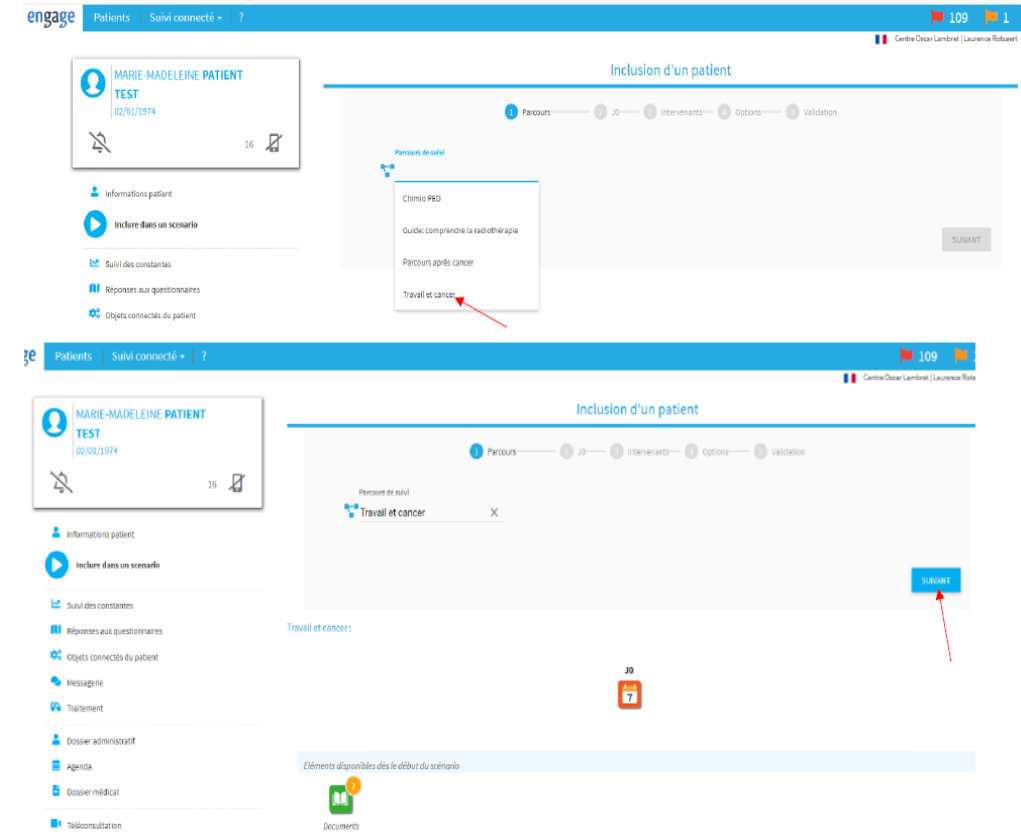 engage Patients Suivi connecté ? 109 1
Centre Oscar Lambret | Laurence Rotsaert
MARIE-MADELEINE PATIENT
TEST
02/01/1974
16
Informations patient
Inclure dans un scenario
Suivi des constantes
Réponses aux questionnaires
Objets connectés du patient
Inclusion d'un patient
1 Parcours 2 J0 3 Intervenants 4 Options 5 Validation
Parcours de suivi
Chimio PED
Guide: comprendre la radiothérapie
Parcours après cancer
Travail et cancer
SUIVANT
ge Patients Suivi connecté ? 109
Centre Oscar Lambret | Laurence Rots
MARIE-MADELEINE PATIENT
TEST
02/01/1974
16
Informations patient
Inclure dans un scenario
Suivi des constantes
Réponses aux questionnaires
Objets connectés du patient
Messagerie
Traitement
Dossier administratif
Agenda
Dossier médical
Téléconsultation
Inclusion d'un patient
1 Parcours J0 Intervenants Options Validation
Parcours de suivi
Travail et cancer X
SUIVANT
Travail et cancer :
J0
7
Eléments disponibles dès le début du scénario
2
Documents